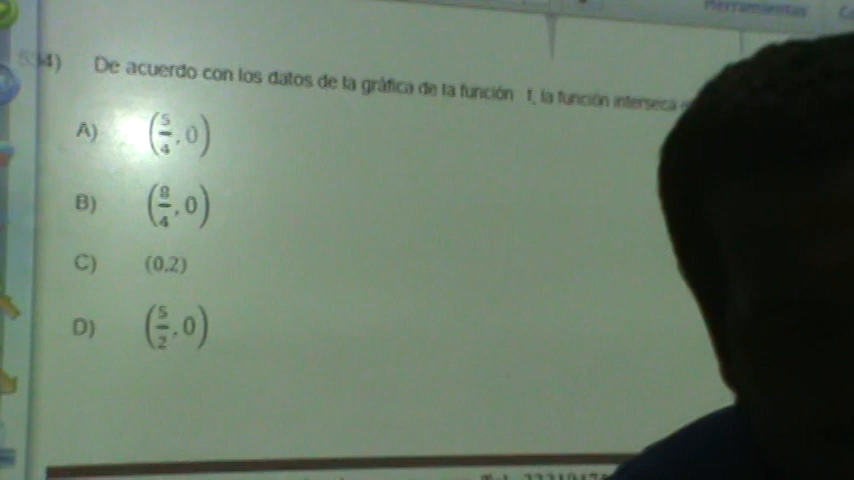 Herramientas
534) De acuerdo con los datos de la gráfica de la función f, la función interseca
A) (5/4, 0)
B) (8/4, 0)
C) (0,2)
D) (5/2, 0)